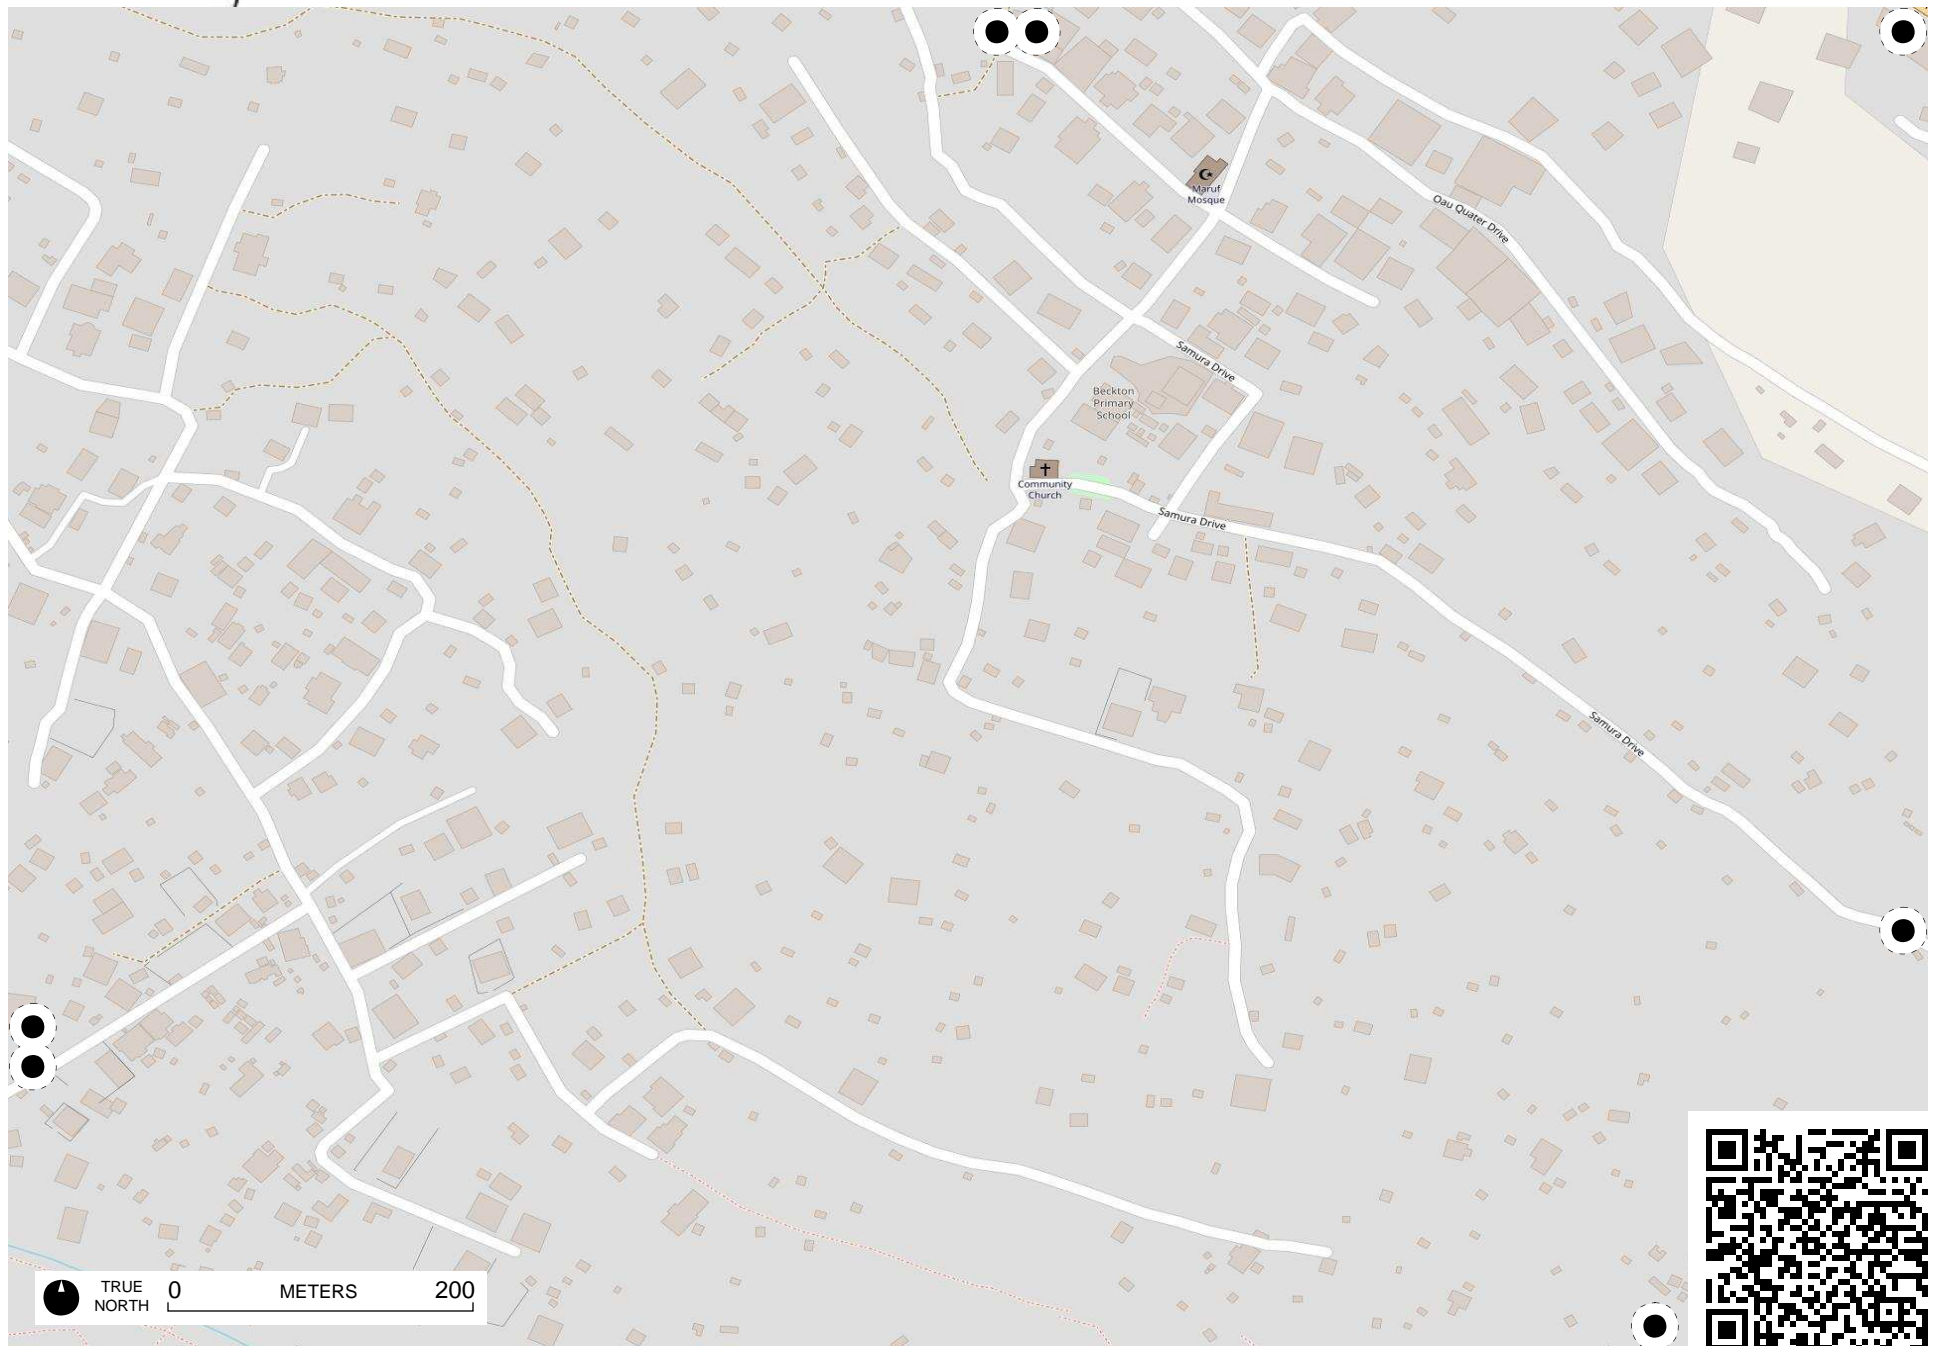 Maruf
Mosque
Oau Quater Drive
Samura Drive
Beckton
Primary
School
Community
Church
Samura Drive
Samura Drive
TRUE
NORTH
0
METERS
200